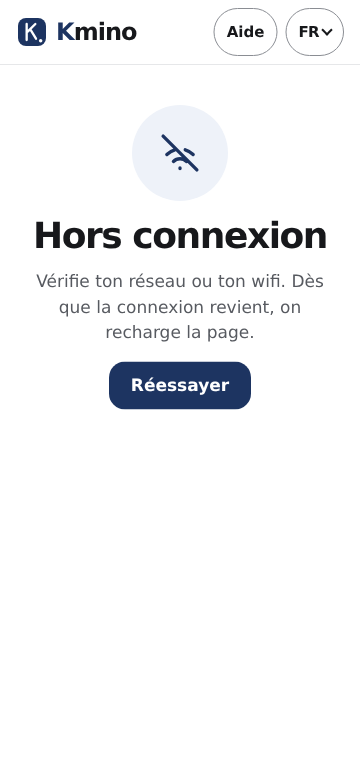 K. Kmino
Aide
FR
Hors connexion
Vérifie ton réseau ou ton wifi. Dès
que la connexion revient, on
recharge la page.
Réessayer